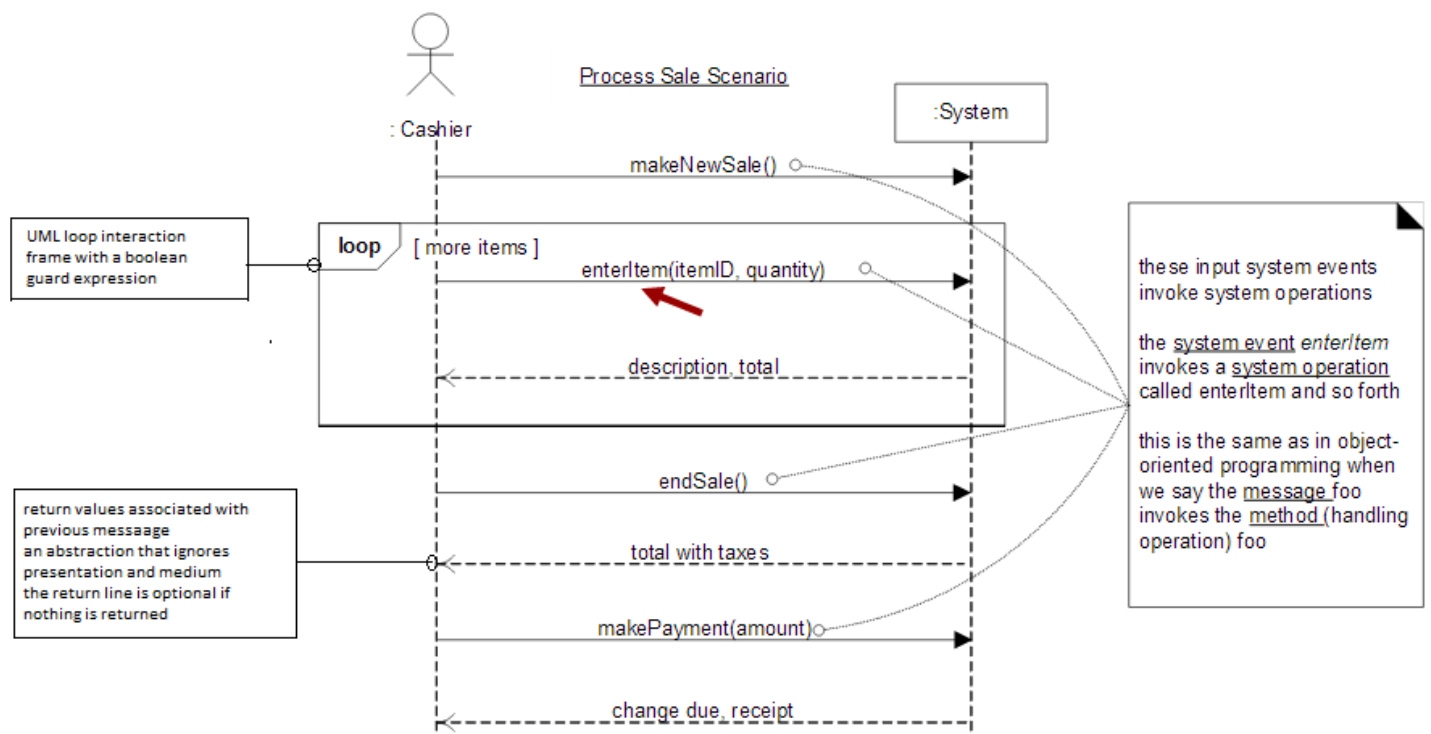 Process Sale Scenario
: Cashier
:System
makeNewSale()
UML loop interaction
frame with a boolean
guard expression
loop
[ more items ]
enterItem(itemID, quantity)
description, total
endSale()
return values associated with
previous messaage
an abstraction that ignores
presentation and medium
the return line is optional if
nothing is returned
total with taxes
makePayment(amount)
change due, receipt
these input system events
invoke system operations
the system event enterItem
invokes a system operation
called enterItem and so forth
this is the same as in object-
oriented programming when
we say the message foo
invokes the method (handling
operation) foo